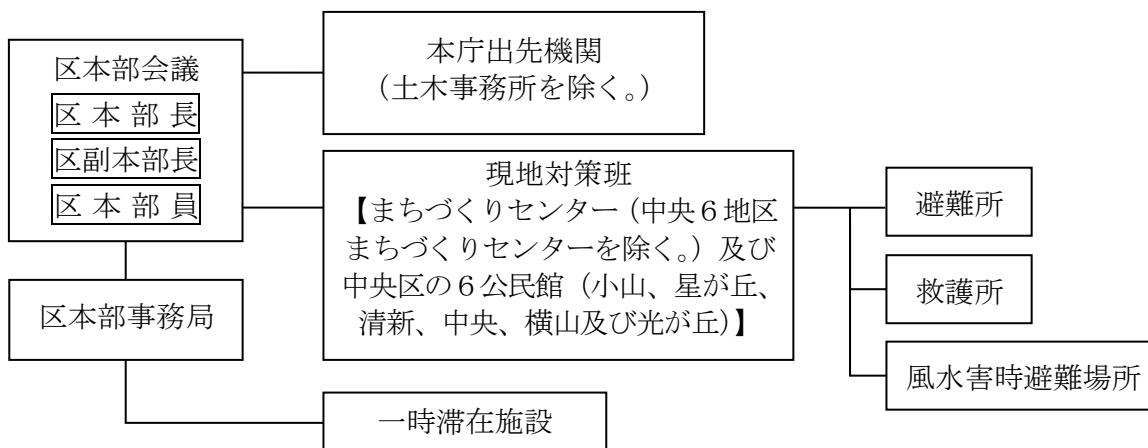 区本部会議
区本部長
区副本部長
区本部員
区本部事務局
本庁出先機関
（土木事務所を除く。）
現地対策班
【まちづくりセンター（中央６地区
まちづくりセンターを除く。）及び
中央区の６公民館（小山、星が丘、
清新、中央、横山及び光が丘）】
一時滞在施設
避難所
救護所
風水害時避難場所